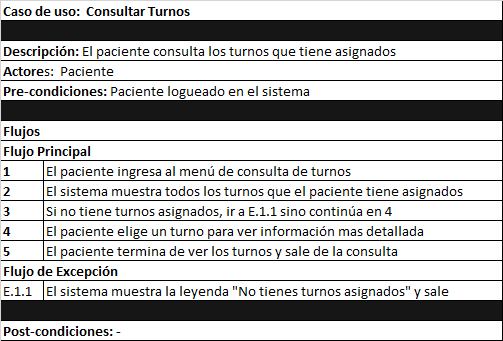 Caso de uso: Consultar Turnos
Descripción: El paciente consulta los turnos que tiene asignados
Actores: Paciente
Pre-condiciones: Paciente logueado en el sistema
Flujos
Flujo Principal
1 El paciente ingresa al menú de consulta de turnos
2 El sistema muestra todos los turnos que el paciente tiene asignados
3 Si no tiene turnos asignados, ir a E.1.1 sino continúa en 4
4 El paciente elige un turno para ver información mas detallada
5 El paciente termina de ver los turnos y sale de la consulta
Flujo de Excepción
E.1.1 El sistema muestra la leyenda "No tienes turnos asignados" y sale
Post-condiciones: -